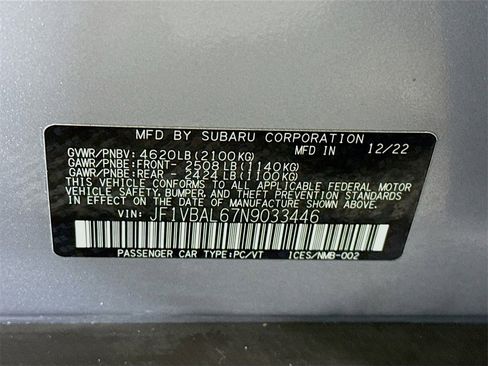 MFD BY SUBARU CORPORATION
GVWR/PNBV: 4620LB(2100KG) MFD IN 12/22
GAWR/PNBE:FRONT- 2508LB(1140KG)
GAWR/PNBE:REAR - 2424LB(1100KG)
THIS VEHICLE CONFORMS TO ALL APPLICABLE FEDERAL MOTOR
VEHICLE SAFETY, BUMPER, AND THEFT PREVENTION STANDARDS
IN EFFECT ON THE DATE OF MANUFACTURE SHOWN ABOVE.
VIN: JF1VBAL67N9033446
PASSENGER CAR TYPE:PC/VT ICES/NMB-002